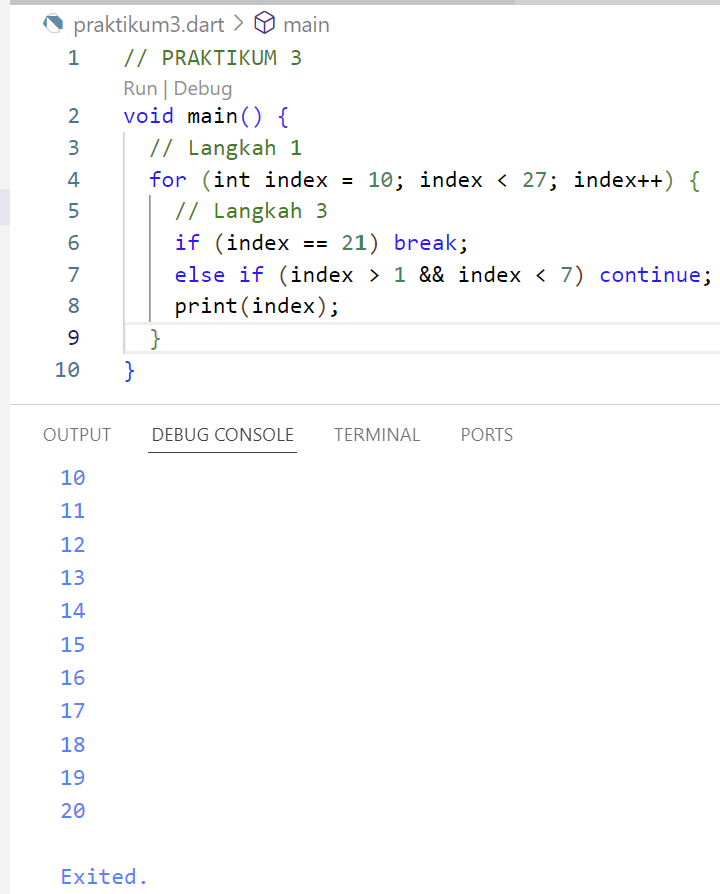 praktikum3.dart > main
1 // PRAKTIKUM 3
Run | Debug
2 void main() {
3 // Langkah 1
4 for (int index = 10; index < 27; index++) {
5 // Langkah 3
6 if (index == 21) break;
7 else if (index > 1 && index < 7) continue;
8 print(index);
9 }
10 }
OUTPUT DEBUG CONSOLE TERMINAL PORTS
10
11
12
13
14
15
16
17
18
19
20
Exited.